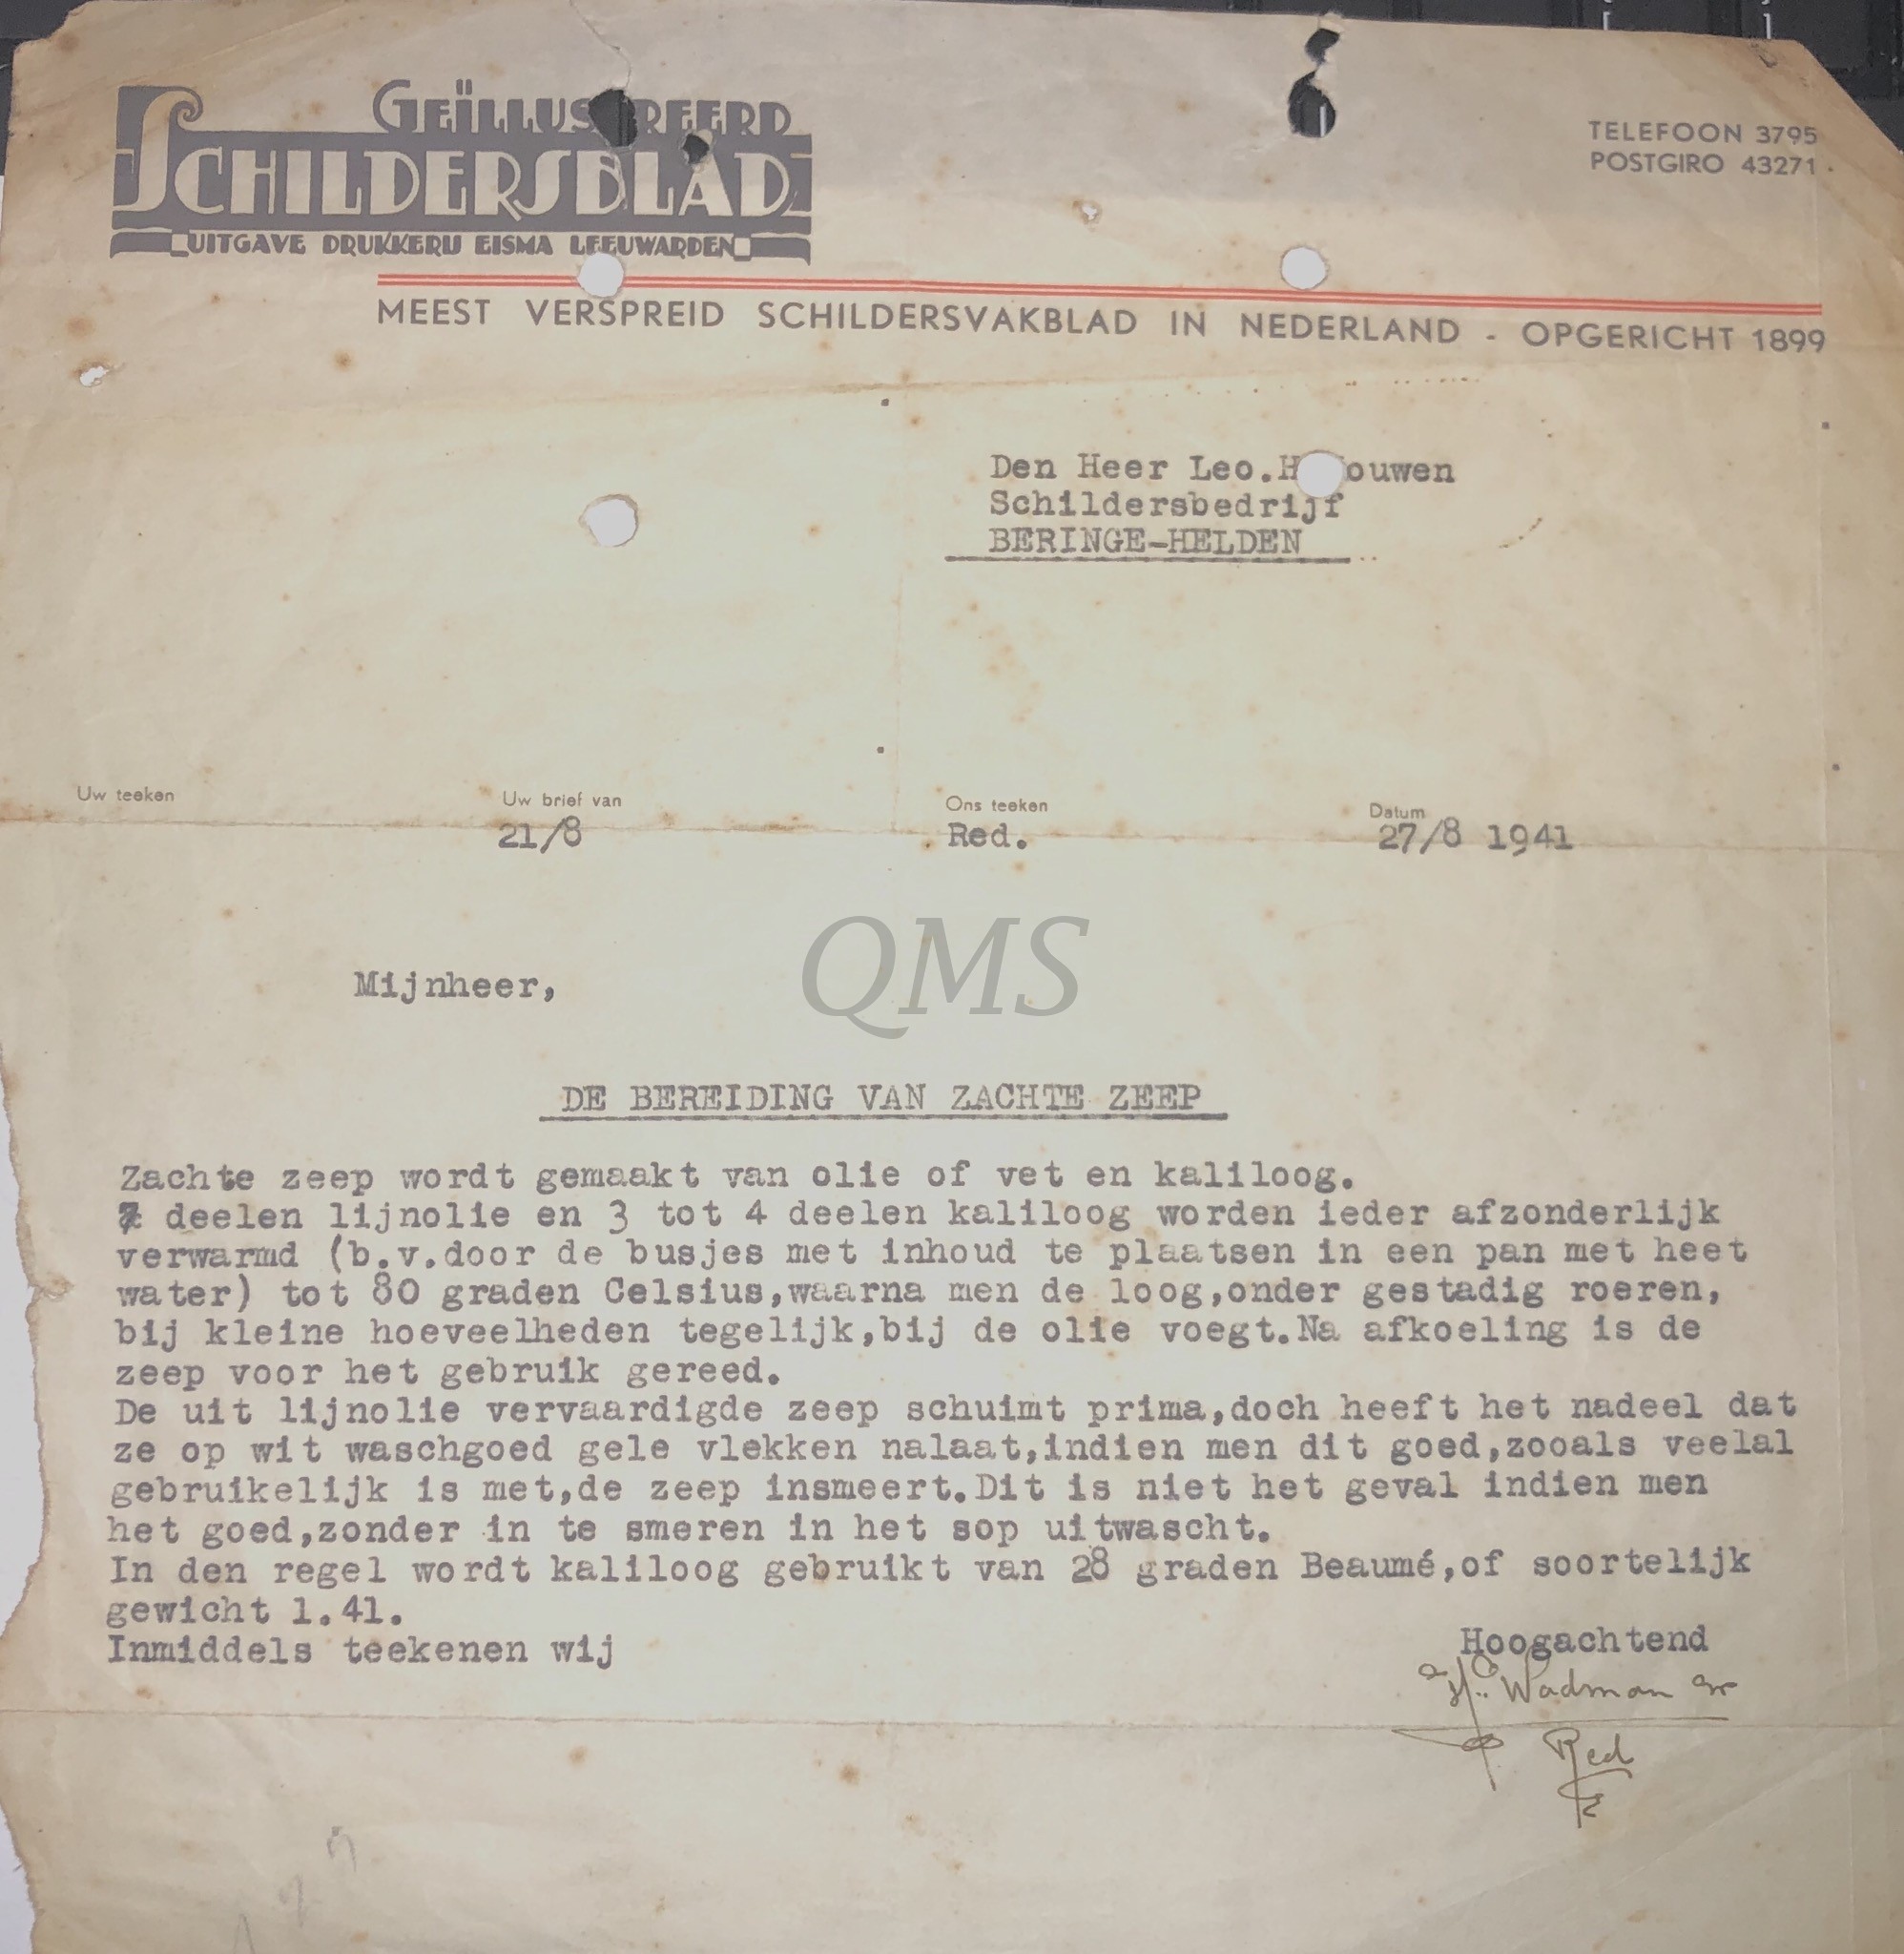 GEÏLLUSTREERD
SCHILDERSBLAD
UITGAVE DRUKKERIJ EISMA LEEUWARDEN
TELEFOON 3795
POSTGIRO 43271
MEEST VERSPREID SCHILDERSVAKBLAD IN NEDERLAND - OPGERICHT 1899
Den Heer Leo.
Schildersbedrijf
BERINGE-HELDEN
Uw teeken Uw brief van Ons teeken Datum
21/8 Red. 27/8 1941
QMS
Mijnheer,
DE BEREIDING VAN ZACHTE ZEEP
Zachte zeep wordt gemaakt van olie of vet en kaliloog.
7 deelen lijnolie en 3 tot 4 deelen kaliloog worden ieder afzonderlijk
verwarmd (b.v.door de busjes met inhoud te plaatsen in een pan met heet
water) tot 80 graden Celsius,waarna men de loog,onder gestadig roeren,
bij kleine hoeveelheden tegelijk,bij de olie voegt.Na afkoeling is de
zeep voor het gebruik gereed.
De uit lijnolie vervaardigde zeep schuimt prima,doch heeft het nadeel dat
ze op wit waschgoed gele vlekken nalaat,indien men dit goed,zooals veelal
gebruikelijk is met,de zeep insmeert.Dit is niet het geval indien men
het goed,zonder in te smeren in het sop uitwascht.
In den regel wordt kaliloog gebruikt van 28 graden Beaumé,of soortelijk
gewicht 1.41.
Inmiddels teekenen wij
Hoogachtend
Wadman
Red